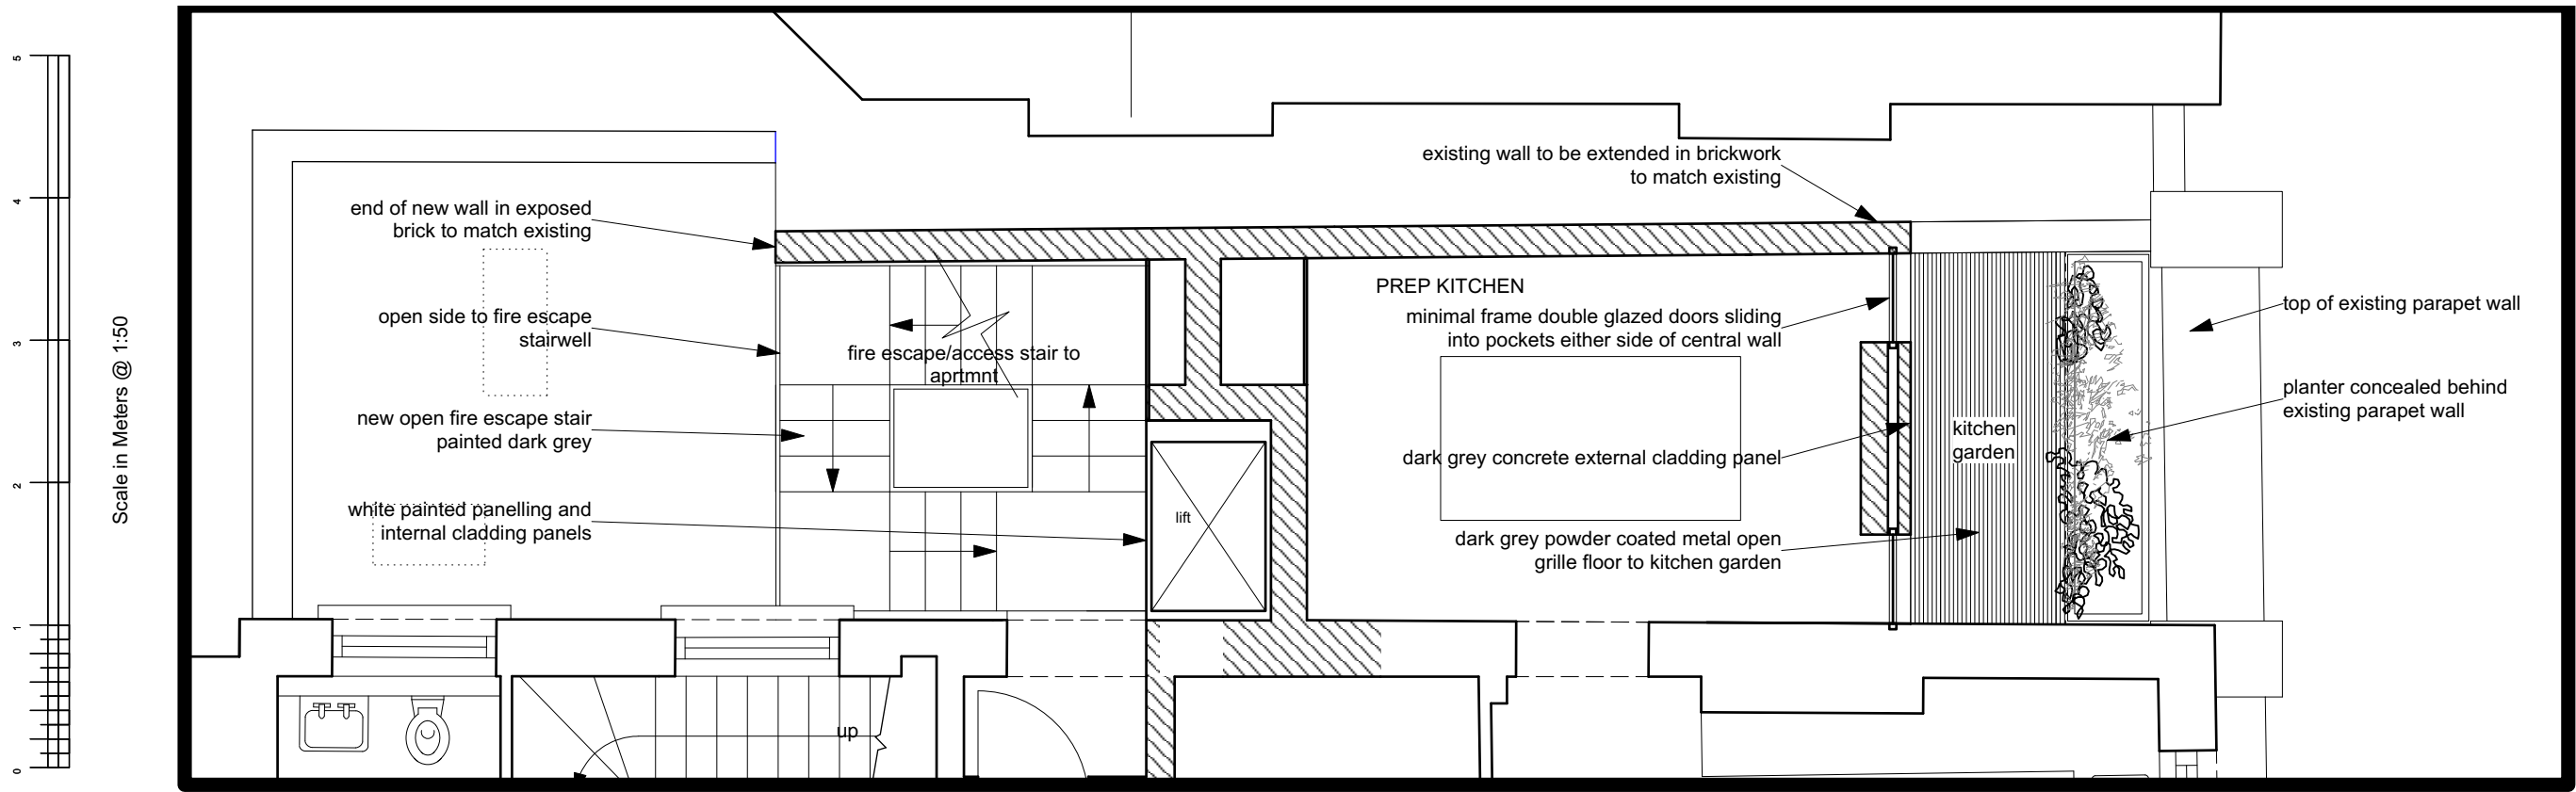 5
4
3
2
1
0
Scale in Meters @ 1:50
end of new wall in exposed
brick to match existing
open side to fire escape
stairwell
new open fire escape stair
painted dark grey
white painted panelling and
internal cladding panels
fire escape/access stair to
aprtmnt
up
lift
existing wall to be extended in brickwork
to match existing
PREP KITCHEN
minimal frame double glazed doors sliding
into pockets either side of central wall
dark grey concrete external cladding panel
dark grey powder coated metal open
grille floor to kitchen garden
kitchen
garden
top of existing parapet wall
planter concealed behind
existing parapet wall